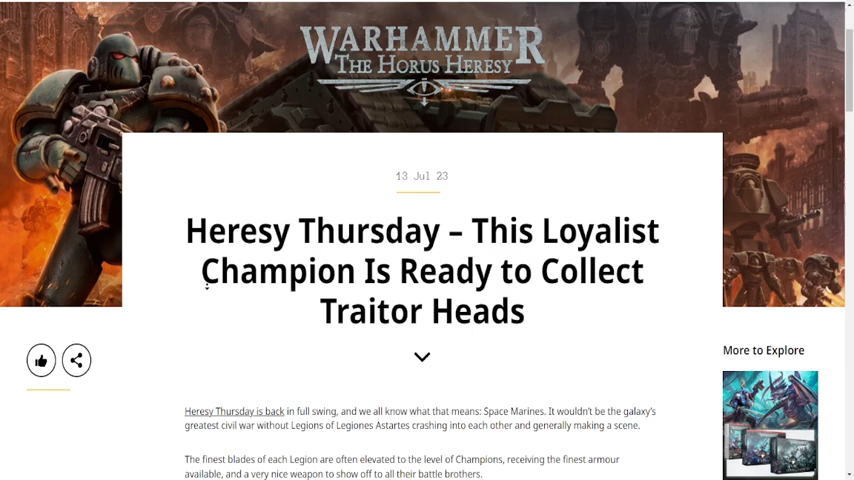 WARHAMMER
THE HORUS HERESY
13 Jul 23
Heresy Thursday – This Loyalist
Champion Is Ready to Collect
Traitor Heads
More to Explore
Heresy Thursday is back in full swing, and we all know what that means: Space Marines. It wouldn't be the galaxy's
greatest civil war without Legions of Legiones Astartes crashing into each other and generally making a scene.
The finest blades of each Legion are often elevated to the level of Champions, receiving the finest armour
available, and a very nice weapon to show off to all their battle brothers.